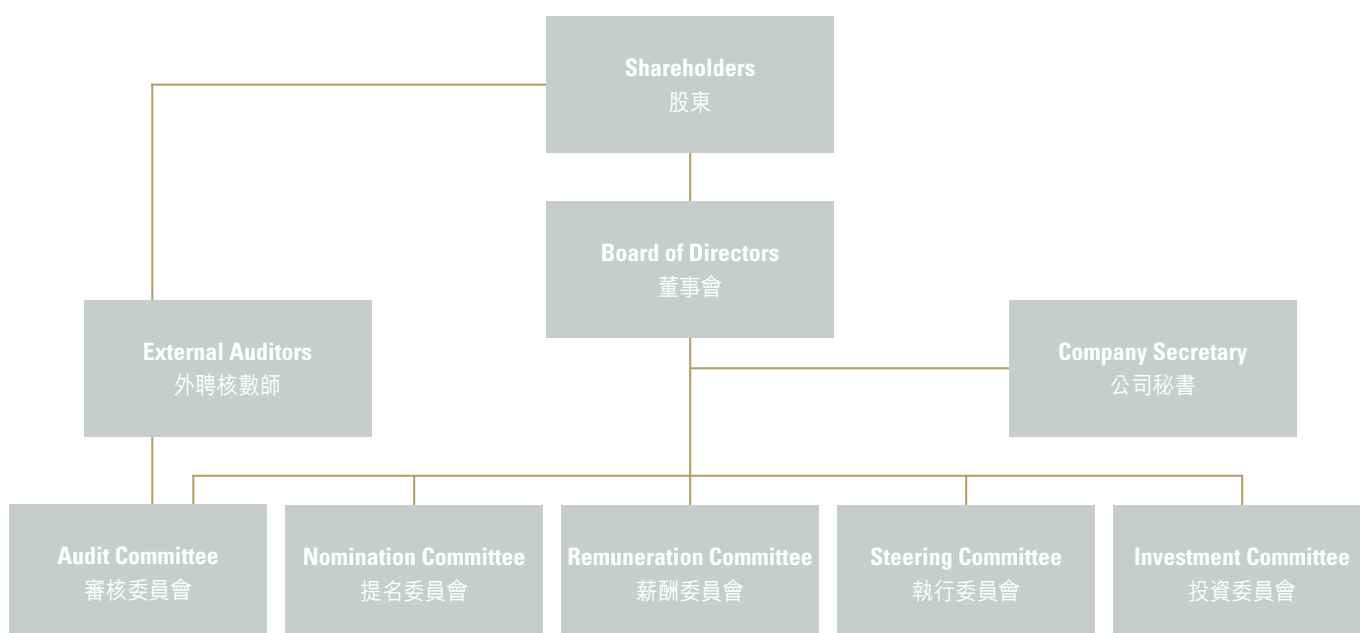 Shareholders
股東
Board of Directors
董事會
External Auditors
外聘核數師
Company Secretary
公司秘書
Audit Committee
審核委員會
Nomination Committee
提名委員會
Remuneration Committee
薪酬委員會
Steering Committee
執行委員會
Investment Committee
投資委員會